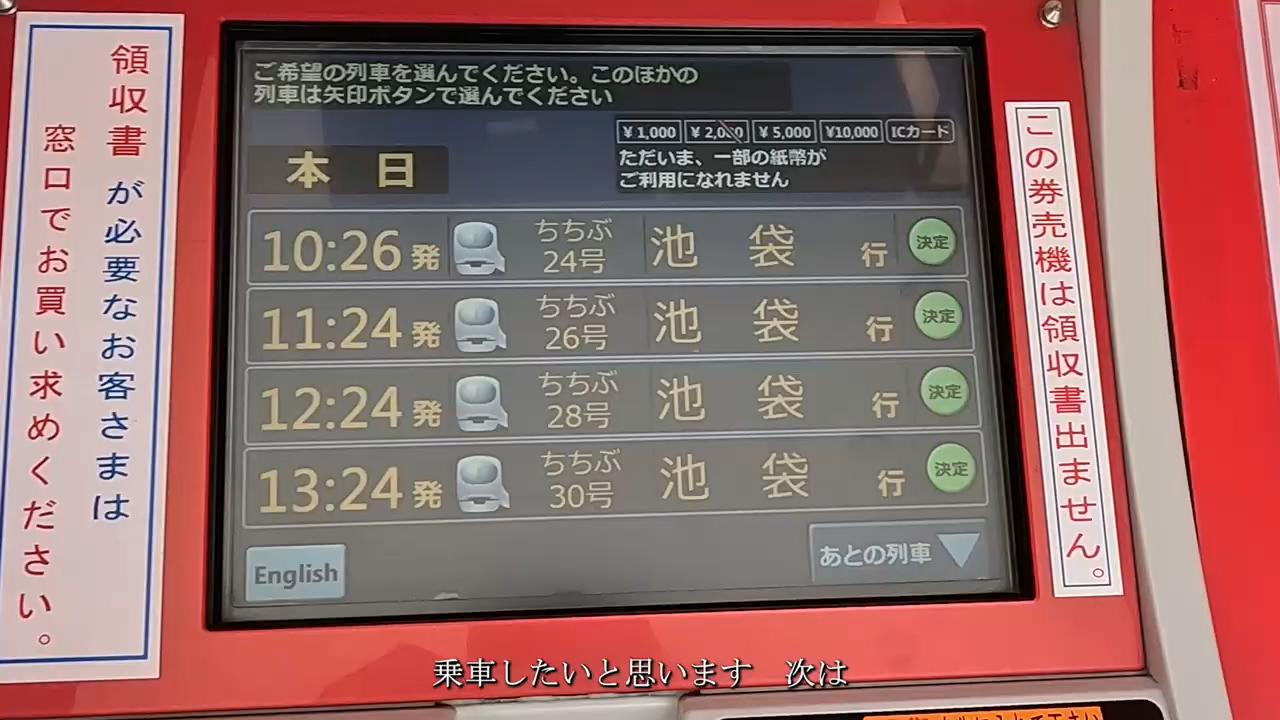 領収書が必要なお客さまは
窓口でお買い求めください。
ご希望の列車を選んでください。このほかの
列車は矢印ボタンで選んでください
¥1,000 ¥2,000 ¥5,000 ¥10,000 ICカード
本日
ただいま、一部の紙幣が
ご利用になれません
10:26発 ちちぶ 24号 池袋行 決定
11:24発 ちちぶ 26号 池袋行 決定
12:24発 ちちぶ 28号 池袋行 決定
13:24発 ちちぶ 30号 池袋行 決定
English
あとの列車
この券売機は領収書出ません。
乗車したいと思います 次は